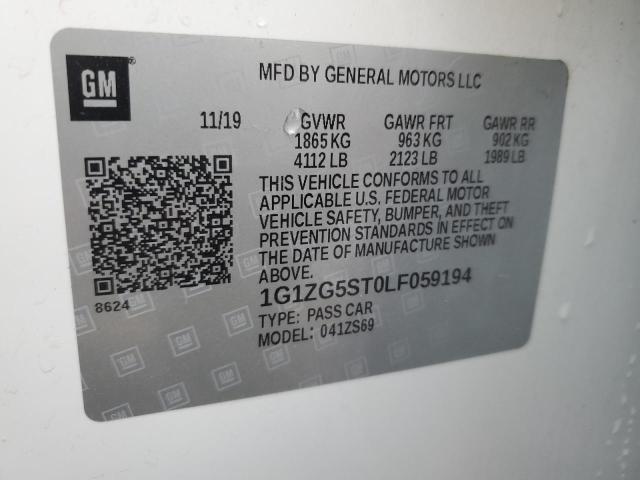 GM
MFD BY GENERAL MOTORS LLC
11/19 GVWR GAWR FRT GAWR RR
1865 KG 963 KG 902 KG
4112 LB 2123 LB 1989 LB
THIS VEHICLE CONFORMS TO ALL
APPLICABLE U.S. FEDERAL MOTOR
VEHICLE SAFETY, BUMPER, AND THEFT
PREVENTION STANDARDS IN EFFECT ON
THE DATE OF MANUFACTURE SHOWN
ABOVE.
8624
1G1ZG5ST0LF059194
TYPE: PASS CAR
MODEL: 041ZS69